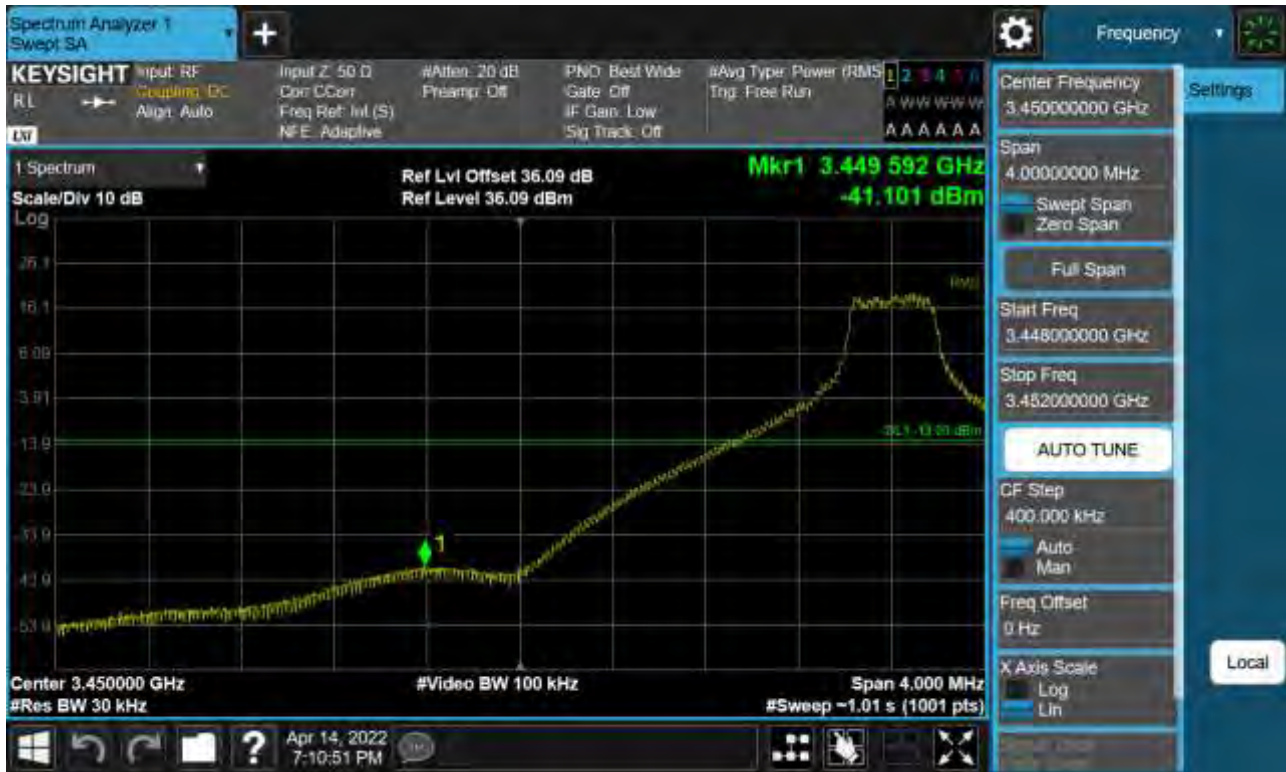 Spectrum Analyzer 1
Swept SA
Frequency
KEYSIGHT
RL
Input: RF
Coupling: DC
Align: Auto
Input Z: 50 Ω
Corr CCorr
Freq Ref: Int (S)
NFE: Adaptive
#Atten: 20 dB
Preamp: Off
PNO: Best Wide
Gate: Off
IF Gain: Low
Sig Track: Off
#Avg Type: Power (RMS
Trig: Free Run
1 2 3 4 5 6
A W W W W W
A A A A A A
1 Spectrum
Scale/Div 10 dB
Log
Ref Lvl Offset 36.09 dB
Ref Level 36.09 dBm
Mkr1 3.449 592 GHz
-41.101 dBm
26.1
16.1
6.09
-3.91
-13.9
-23.9
-33.9
-43.9
-53.9
DL1 -13.00 dBm
1
Center 3.450000 GHz
#Res BW 30 kHz
#Video BW 100 kHz
Span 4.000 MHz
#Sweep ~1.01 s (1001 pts)
Center Frequency
3.450000000 GHz
Settings
Span
4.00000000 MHz
Swept Span
Zero Span
Full Span
Start Freq
3.448000000 GHz
Stop Freq
3.452000000 GHz
AUTO TUNE
CF Step
400.000 kHz
Auto
Man
Freq Offset
0 Hz
X Axis Scale
Log
Lin
Local
Apr 14, 2022
7:10:51 PM